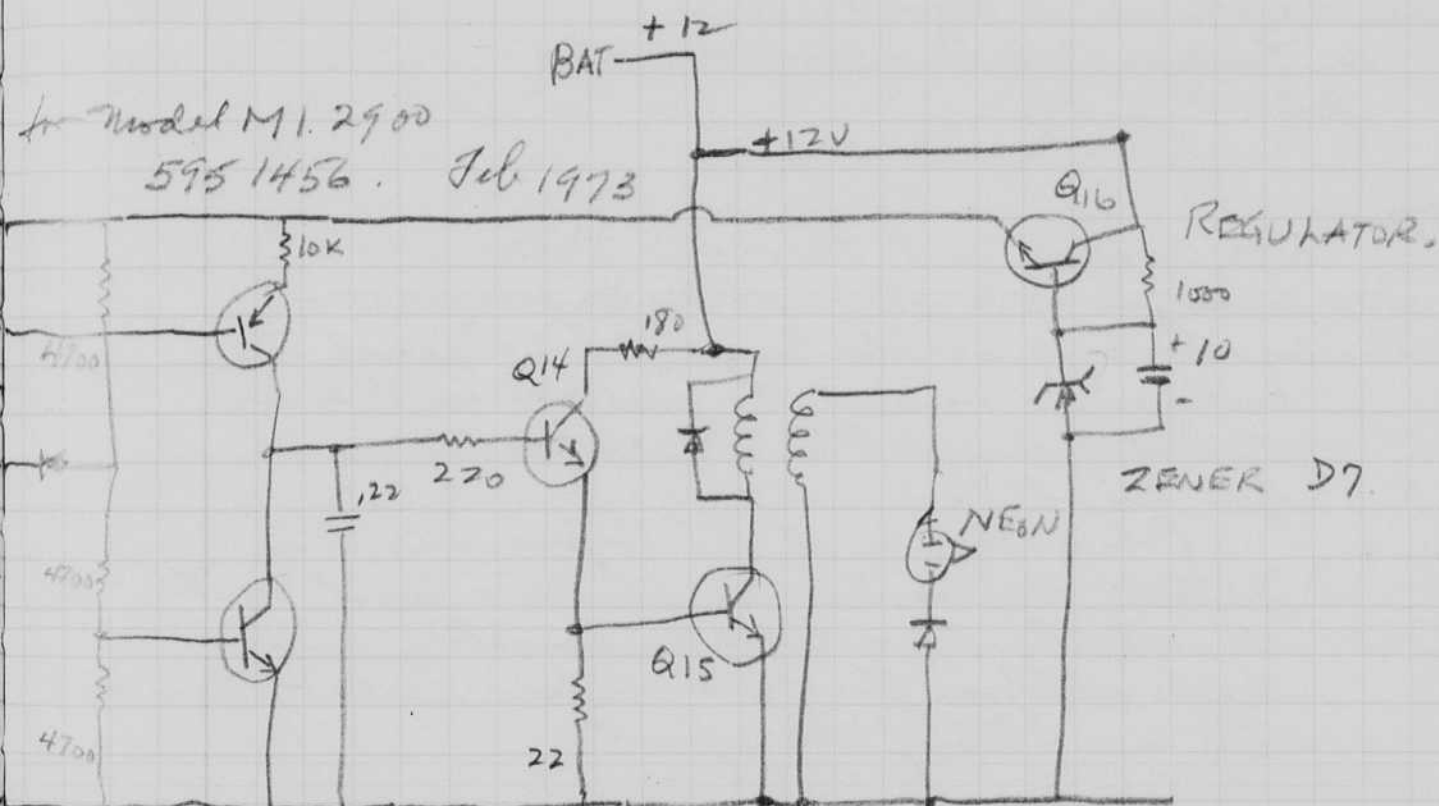 + 12
BAT
for Model M1.2900
+12V
595 1456. Feb 1973
Q16
REGULATOR.
10K
1000
180
4700
+ 10
Q14
-
220
ZENER D7.
,22
NEON
4700
Q15
4700
22